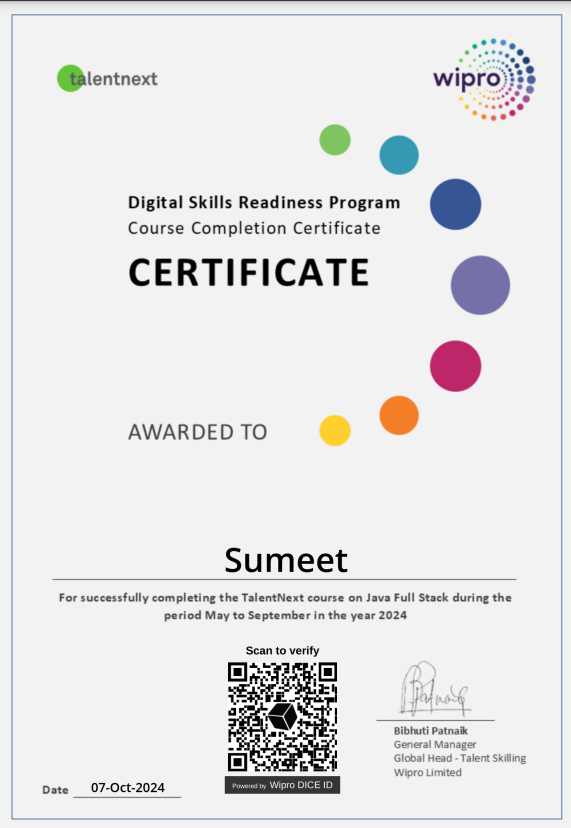 talentnext
wipro
Digital Skills Readiness Program
Course Completion Certificate
CERTIFICATE
AWARDED TO
Sumeet
For successfully completing the TalentNext course on Java Full Stack during the
period May to September in the year 2024
Scan to verify
Powered by Wipro DICE ID
BPatnaik
Bibhuti Patnaik
General Manager
Global Head - Talent Skilling
Wipro Limited
Date 07-Oct-2024